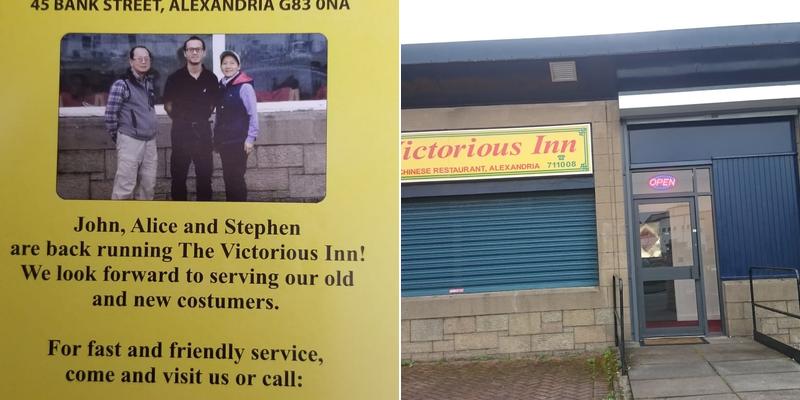 45 BANK STREET, ALEXANDRIA G83 0NA
John, Alice and Stephen
are back running The Victorious Inn!
We look forward to serving our old
and new costumers.
For fast and friendly service,
come and visit us or call:
Victorious Inn
CHINESE RESTAURANT, ALEXANDRIA 711008
OPEN